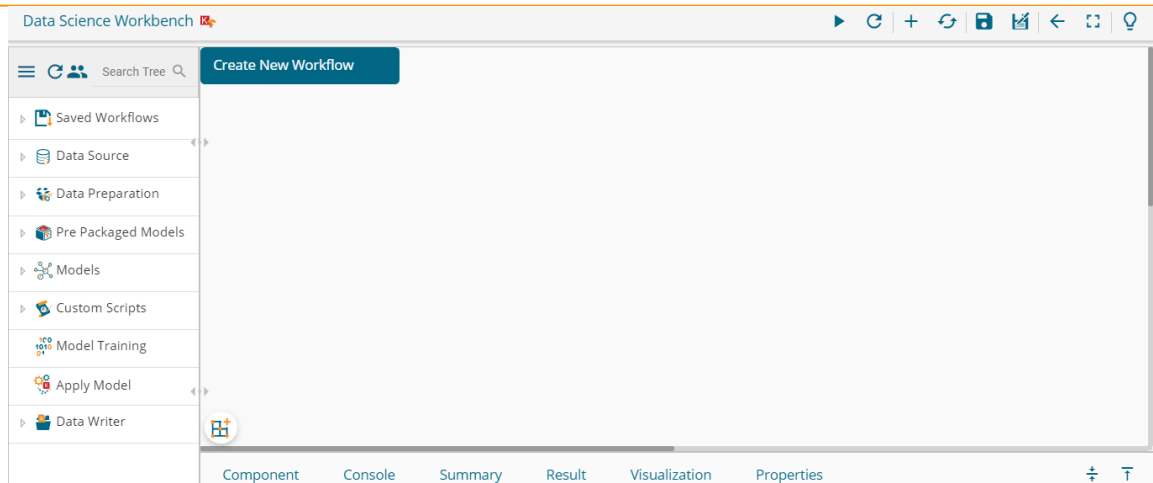 Data Science Workbench
Search Tree
Create New Workflow
Saved Workflows
Data Source
Data Preparation
Pre Packaged Models
Models
Custom Scripts
Model Training
Apply Model
Data Writer
Component Console Summary Result Visualization Properties